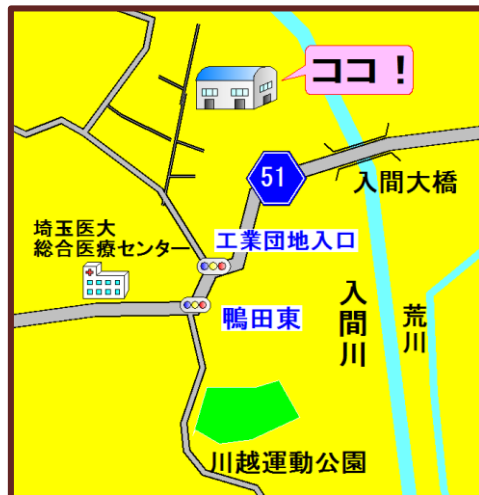 ココ！
51
入間大橋
埼玉医大
総合医療センター
工業団地入口
鴨田東
入間川
荒川
川越運動公園